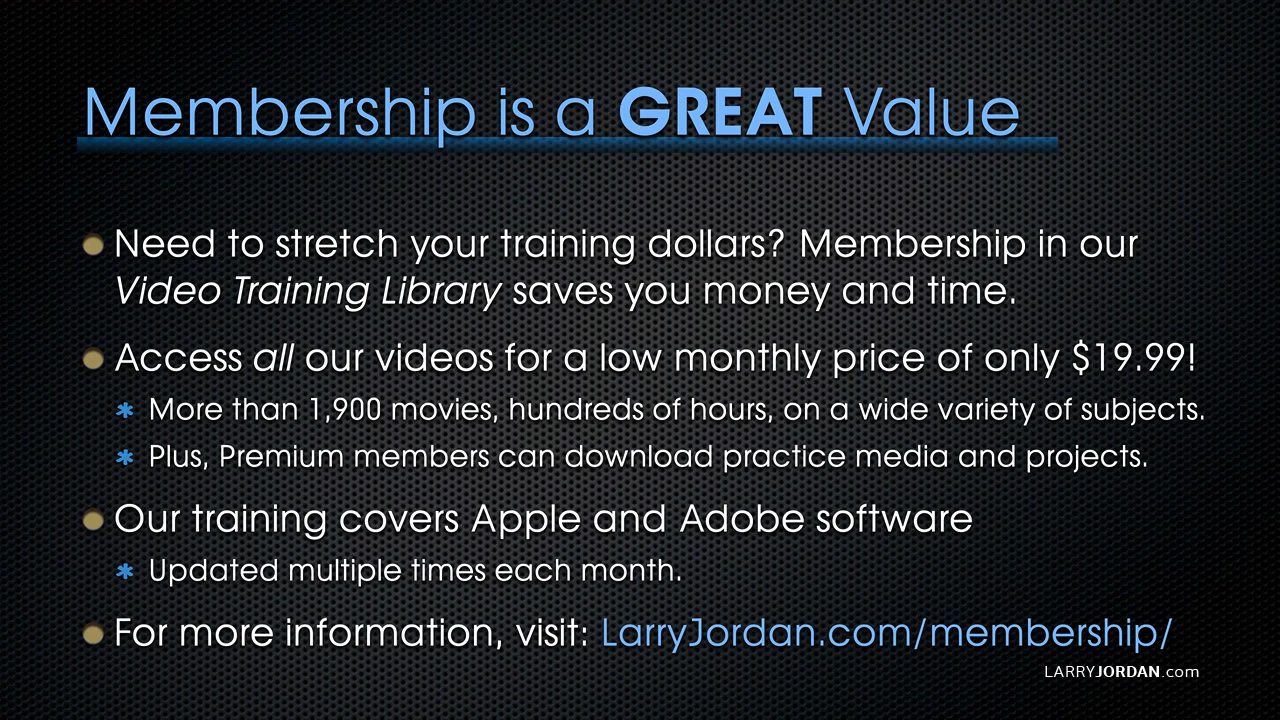 Membership is a GREAT Value
Need to stretch your training dollars? Membership in our
Video Training Library saves you money and time.
Access all our videos for a low monthly price of only $19.99!
More than 1,900 movies, hundreds of hours, on a wide variety of subjects.
Plus, Premium members can download practice media and projects.
Our training covers Apple and Adobe software
Updated multiple times each month.
For more information, visit: LarryJordan.com/membership/
LARRYJORDAN.com